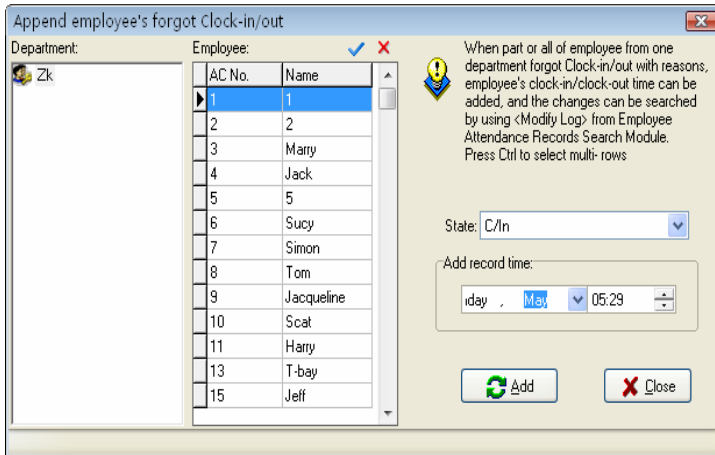 Append employee's forgot Clock-in/out
Department:
Employee:
Zk
AC No. Name
1 1
2 2
3 Marry
4 Jack
5 5
6 Sucy
7 Simon
8 Tom
9 Jacqueline
10 Scat
11 Harry
13 T-bay
15 Jeff
When part or all of employee from one
department forgot Clock-in/out with reasons,
employee's clock-in/clock-out time can be
added, and the changes can be searched
by using <Modify Log> from Employee
Attendance Records Search Module.
Press Ctrl to select multi- rows
State: C/In
Add record time:
ıday , May 05:29
Add
Close